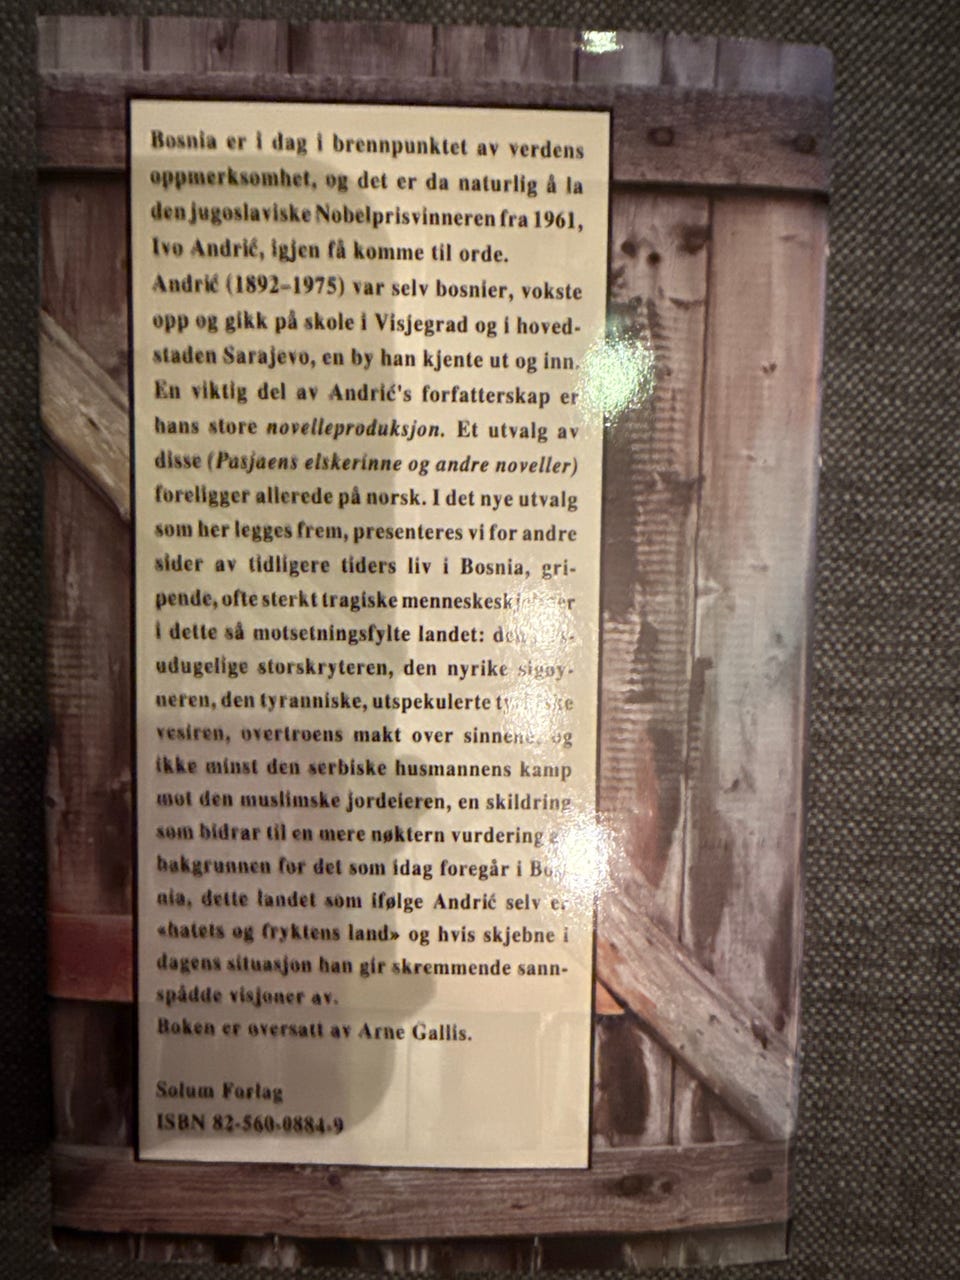 Bosnia er i dag i brennpunktet av verdens
oppmerksomhet, og det er da naturlig å la
den jugoslaviske Nobelprisvinneren fra 1961,
Ivo Andrić, igjen få komme til orde.
Andrić (1892–1975) var selv bosnier, vokste
opp og gikk på skole i Visjegrad og i hoved-
staden Sarajevo, en by han kjente ut og inn.
En viktig del av Andrić's forfatterskap er
hans store novelleproduksjon. Et utvalg av
disse (Pasjaens elskerinne og andre noveller)
foreligger allerede på norsk. I det nye utvalg
som her legges frem, presenteres vi for andre
sider av tidligere tiders liv i Bosnia, gri-
pende, ofte sterkt tragiske menneskeskjebner
i dette så motsetningsfylte landet:
udugelige storskryteren, den nyrike sigøy-
neren, den tyranniske, utspekulerte tyrkiske
vesiren, overtroens makt over sinnene, og
ikke minst den serbiske husmannens kamp
mot den muslimske jordeieren, en skildring
som bidrar til en mere nøktern vurdering av
bakgrunnen for det som idag foregår i Bos-
nia, dette landet som ifølge Andrić selv er
«hatets og fryktens land» og hvis skjebne i
dagens situasjon han gir skremmende sann-
spådde visjoner av.
Boken er oversatt av Arne Gallis.
Solum Forlag
ISBN 82-560-0884-9